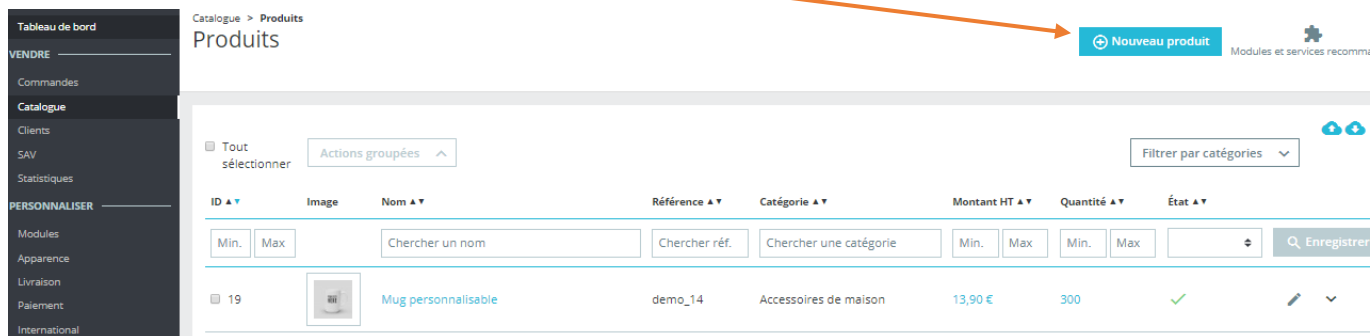 Tableau de bord
VENDRE
Commandes
Catalogue
Clients
SAV
Statistiques
PERSONNALISER
Modules
Apparence
Livraison
Paiement
International
Catalogue > Produits
Produits
Nouveau produit
Modules et services recomma
Tout
sélectionner
Actions groupées
Filtrer par catégories
ID Image Nom Référence Catégorie Montant HT Quantité État
Min. Max Chercher un nom Chercher réf. Chercher une catégorie Min. Max Min. Max Enregistrer
19 Mug personnalisable demo_14 Accessoires de maison 13,90 € 300